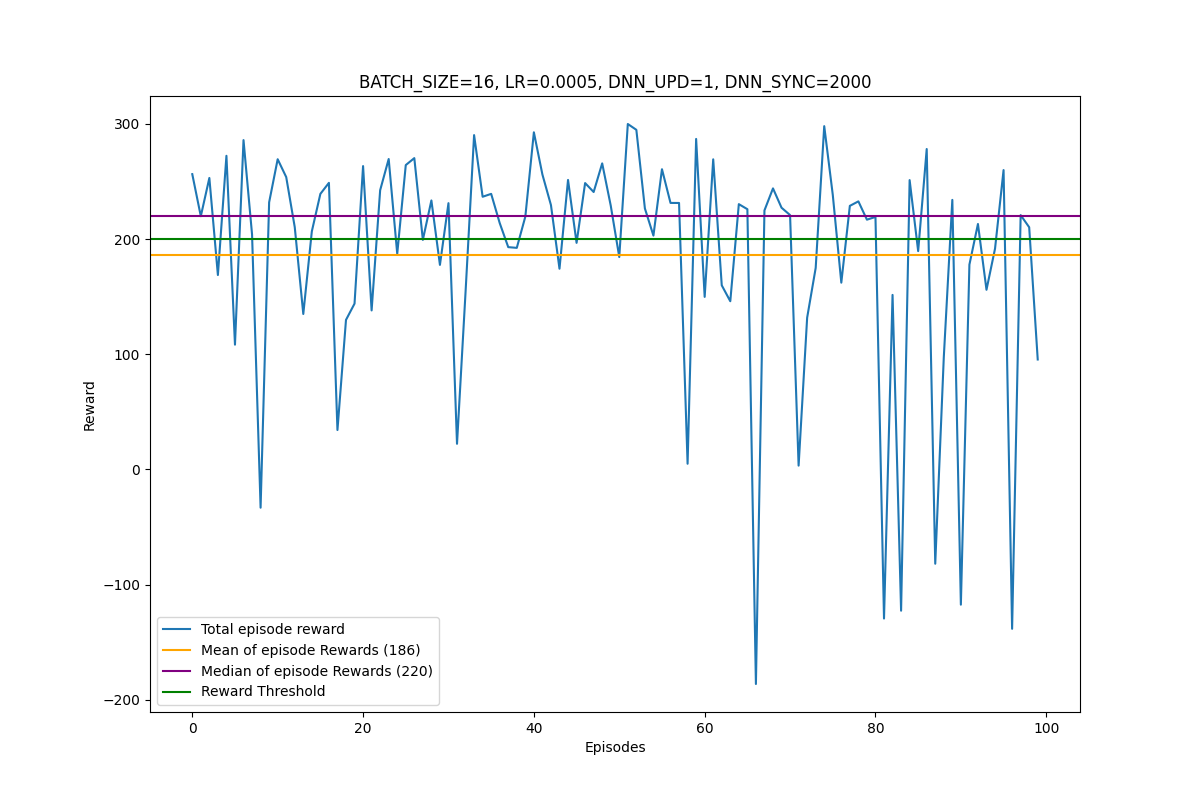 BATCH_SIZE=16, LR=0.0005, DNN_UPD=1, DNN_SYNC=2000
300
200
100
0
−100
−200
Reward
Total episode reward
Mean of episode Rewards (186)
Median of episode Rewards (220)
Reward Threshold
0 20 40 60 80 100
Episodes